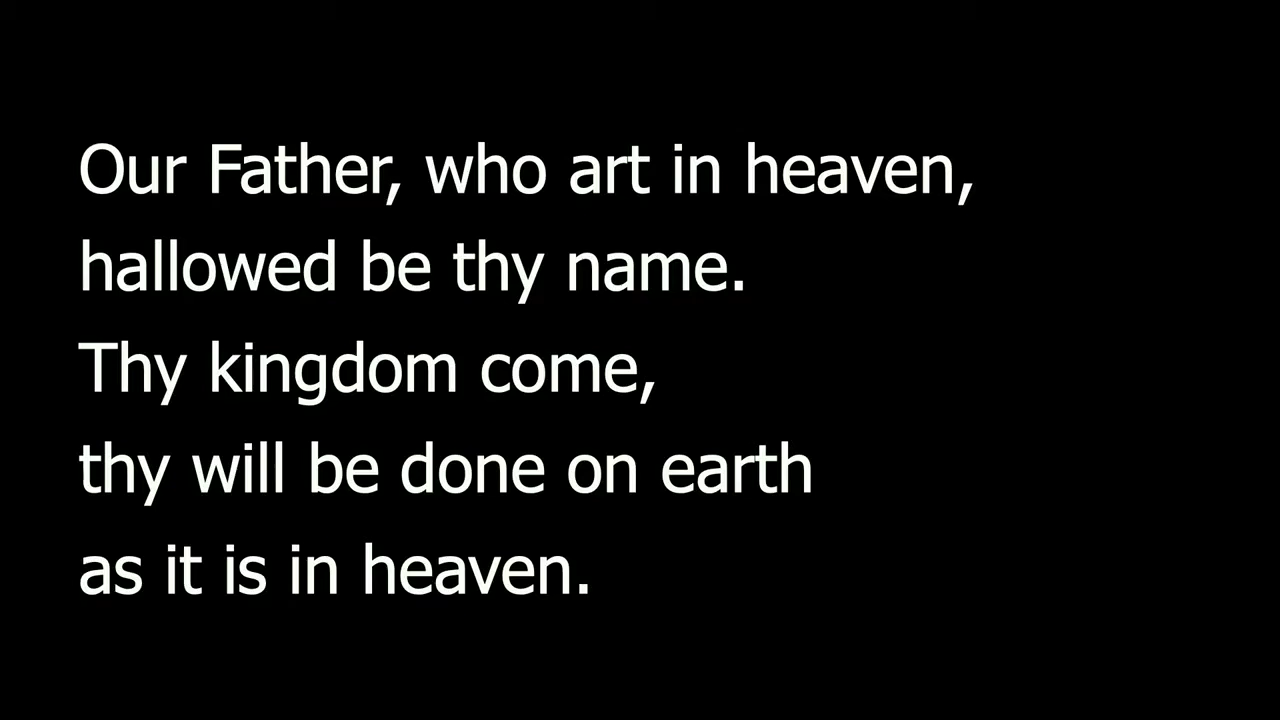 Our Father, who art in heaven,
hallowed be thy name.
Thy kingdom come,
thy will be done on earth
as it is in heaven.